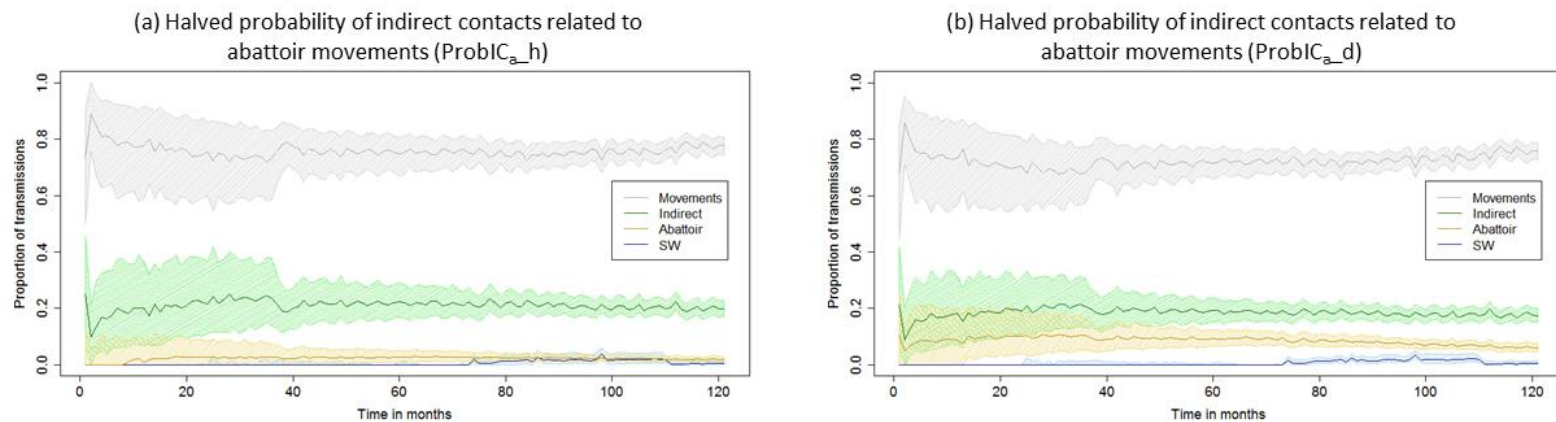 (a) Halved probability of indirect contacts related to
abattoir movements (ProbICa_h)
Proportion of transmissions
1.0
0.8
0.6
0.4
0.2
0.0
Movements
Indirect
Abattoir
SW
0 20 40 60 80 100 120
Time in months
(b) Halved probability of indirect contacts related to
abattoir movements (ProbICa_d)
Proportion of transmissions
1.0
0.8
0.6
0.4
0.2
0.0
Movements
Indirect
Abattoir
SW
0 20 40 60 80 100 120
Time in months